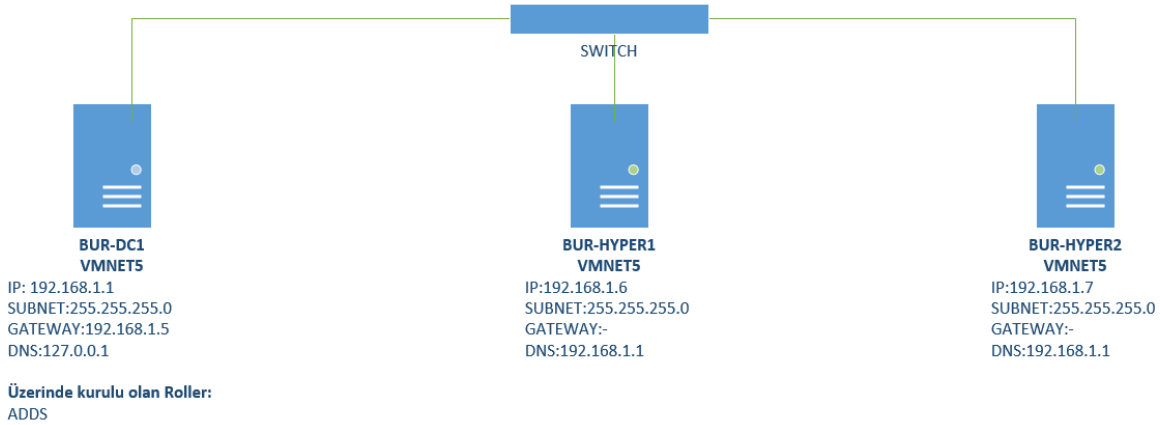 SWITCH
BUR-DC1
VMNET5
IP: 192.168.1.1
SUBNET:255.255.255.0
GATEWAY:192.168.1.5
DNS:127.0.0.1
Üzerinde kurulu olan Roller:
ADDS
BUR-HYPER1
VMNET5
IP:192.168.1.6
SUBNET:255.255.255.0
GATEWAY:-
DNS:192.168.1.1
BUR-HYPER2
VMNET5
IP:192.168.1.7
SUBNET:255.255.255.0
GATEWAY:-
DNS:192.168.1.1